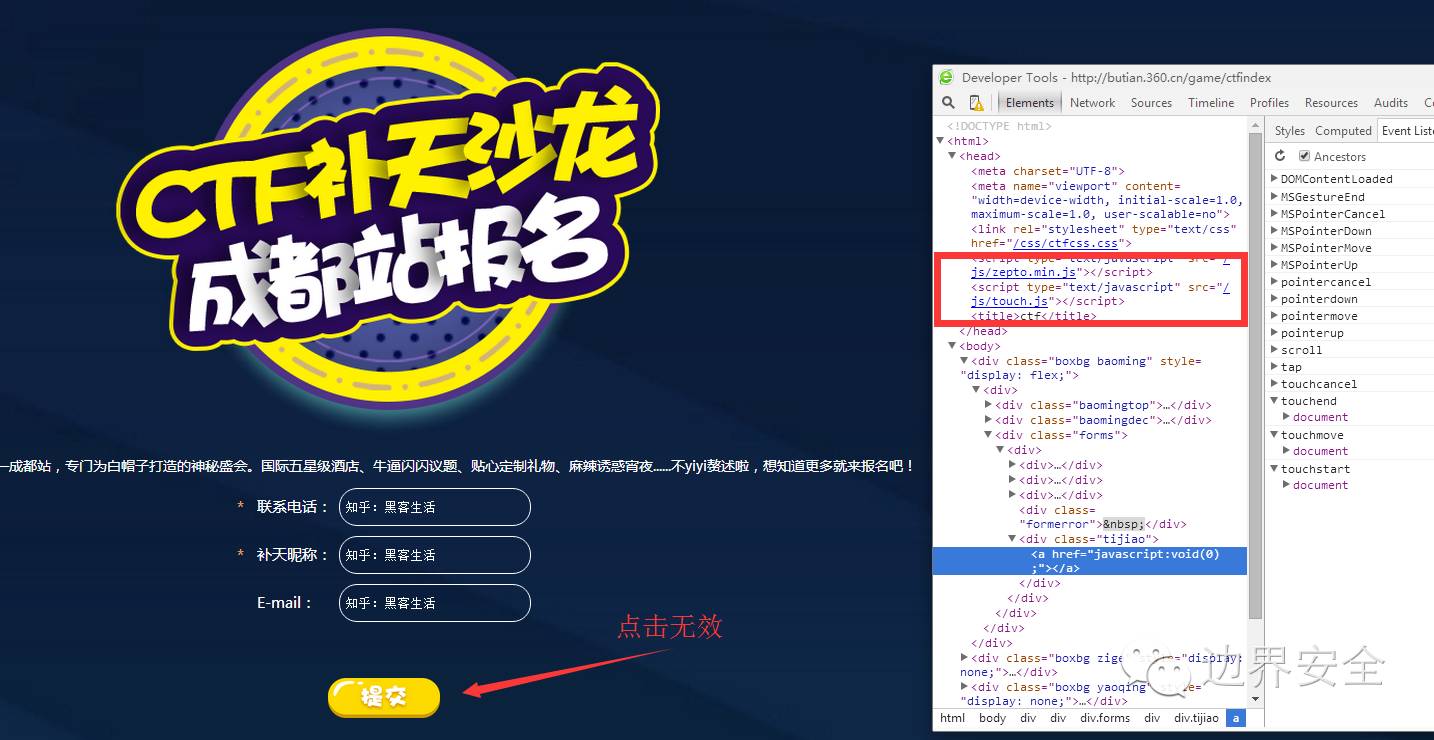 CTF补天沙龙
成都站报名
—成都站，专门为白帽子打造的神秘盛会。国际五星级酒店、牛逼闪闪议题、贴心定制礼物、麻辣诱惑宵夜......不yiyi赘述啦，想知道更多就来报名吧！
* 联系电话： 知乎：黑客生活
* 补天昵称： 知乎：黑客生活
E-mail： 知乎：黑客生活
点击无效
提交
Developer Tools - http://butian.360.cn/game/ctfindex
Elements Network Sources Timeline Profiles Resources Audits
<!DOCTYPE html>
<html>
<head>
<meta charset="UTF-8">
<meta name="viewport" content=
"width=device-width, initial-scale=1.0,
maximum-scale=1.0, user-scalable=no">
<link rel="stylesheet" type="text/css"
href="/css/ctfcss.css">
<script type="text/javascript" src="/
js/zepto.min.js"></script>
<script type="text/javascript" src="/
js/touch.js"></script>
<title>ctf</title>
</head>
<body>
<div class="boxbg baoming" style=
"display: flex;">
<div>
<div class="baomingtop">…</div>
<div class="baomingdec">…</div>
<div class="forms">
<div>
<div>…</div>
<div>…</div>
<div>…</div>
<div class=
"formerror">&nbsp;</div>
<div class="tijiao">
<a href="javascript:void(0)
;"></a>
</div>
</div>
</div>
</div>
</div>
<div class="boxbg zige" style="display:
none;">…</div>
<div class="boxbg yaoqing" style=
"display: none;">…</div>
html body div div div.forms div div.tijiao a
Styles Computed Event Liste
Ancestors
DOMContentLoaded
MSGestureEnd
MSPointerCancel
MSPointerDown
MSPointerMove
MSPointerUp
pointercancel
pointerdown
pointermove
pointerup
scroll
tap
touchcancel
touchend
document
touchmove
document
touchstart
document
边界安全